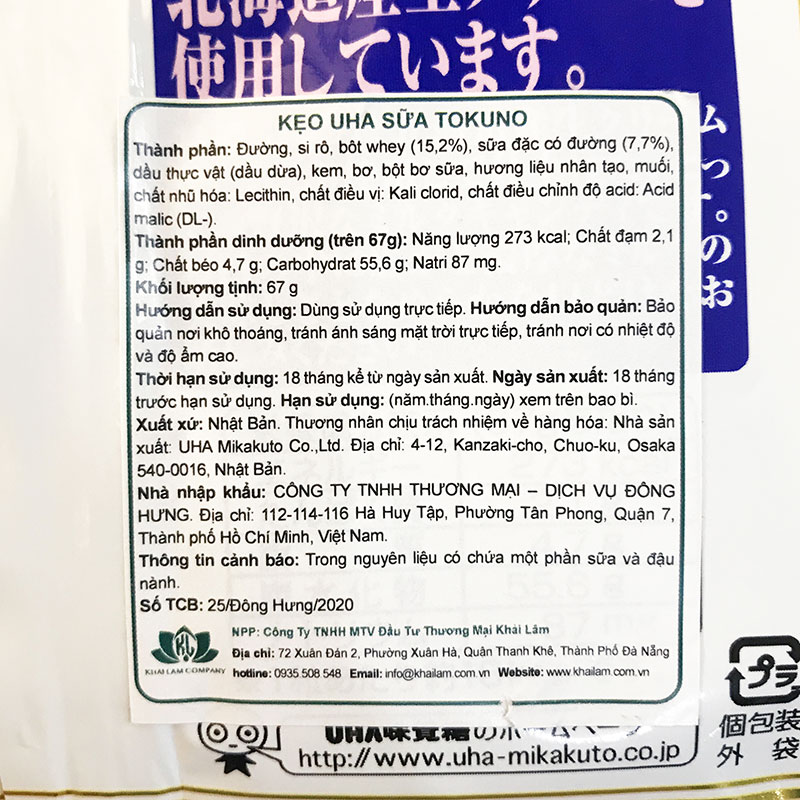 使用しています。
KẸO UHA SỮA TOKUNO
Thành phần: Đường, si rô, bôt whey (15,2%), sữa đặc có đường (7,7%),
dầu thực vật (dầu dừa), kem, bơ, bột bơ sữa, hương liệu nhân tạo, muối,
chất nhũ hóa: Lecithin, chất điều vị: Kali clorid, chất điều chỉnh độ acid: Acid
malic (DL-).
Thành phần dinh dưỡng (trên 67g): Năng lượng 273 kcal; Chất đạm 2,1
g; Chất béo 4,7 g; Carbohydrat 55,6 g; Natri 87 mg.
Khối lượng tịnh: 67 g
Hướng dẫn sử dụng: Dùng sử dụng trực tiếp. Hướng dẫn bảo quản: Bảo
quản nơi khô thoáng, tránh ánh sáng mặt trời trực tiếp, tránh nơi có nhiệt độ
và độ ẩm cao.
Thời hạn sử dụng: 18 tháng kể từ ngày sản xuất. Ngày sản xuất: 18 tháng
trước hạn sử dụng. Hạn sử dụng: (năm.tháng.ngày) xem trên bao bì.
Xuất xứ: Nhật Bản. Thương nhân chịu trách nhiệm về hàng hóa: Nhà sản
xuất: UHA Mikakuto Co.,Ltd. Địa chỉ: 4-12, Kanzaki-cho, Chuo-ku, Osaka
540-0016, Nhật Bản.
Nhà nhập khẩu: CÔNG TY TNHH THƯƠNG MẠI – DỊCH VỤ ĐÔNG
HƯNG. Địa chỉ: 112-114-116 Hà Huy Tập, Phường Tân Phong, Quận 7,
Thành phố Hồ Chí Minh, Việt Nam.
Thông tin cảnh báo: Trong nguyên liệu có chứa một phần sữa và đậu
nành.
Số TCB: 25/Đông Hưng/2020
KHAI LAM COMPANY
NPP: Công Ty TNHH MTV Đầu Tư Thương Mại Khải Lâm
Địa chỉ: 72 Xuân Đán 2, Phường Xuân Hà, Quận Thanh Khê, Thành Phố Đà Nẵng
hotline: 0935.508 548 Email: info@khailam.com.vn Website: www.khailam.com.vn
UHA味覚糖のホームページ
http://www.uha-mikakuto.co.jp
プラ
個包装
外 袋